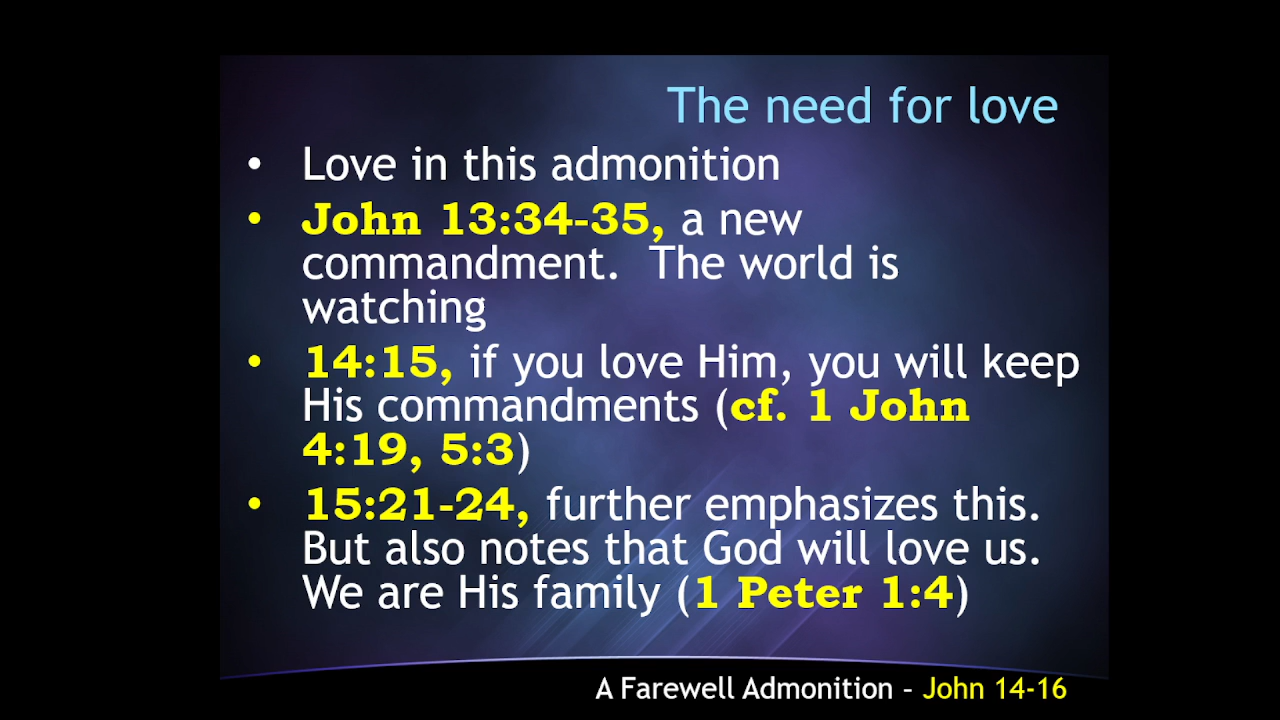 The need for love
• Love in this admonition
• John 13:34-35, a new
commandment.  The world is
watching
• 14:15, if you love Him, you will keep
His commandments (cf. 1 John
4:19, 5:3)
• 15:21-24, further emphasizes this.
But also notes that God will love us.
We are His family (1 Peter 1:4)
A Farewell Admonition – John 14-16